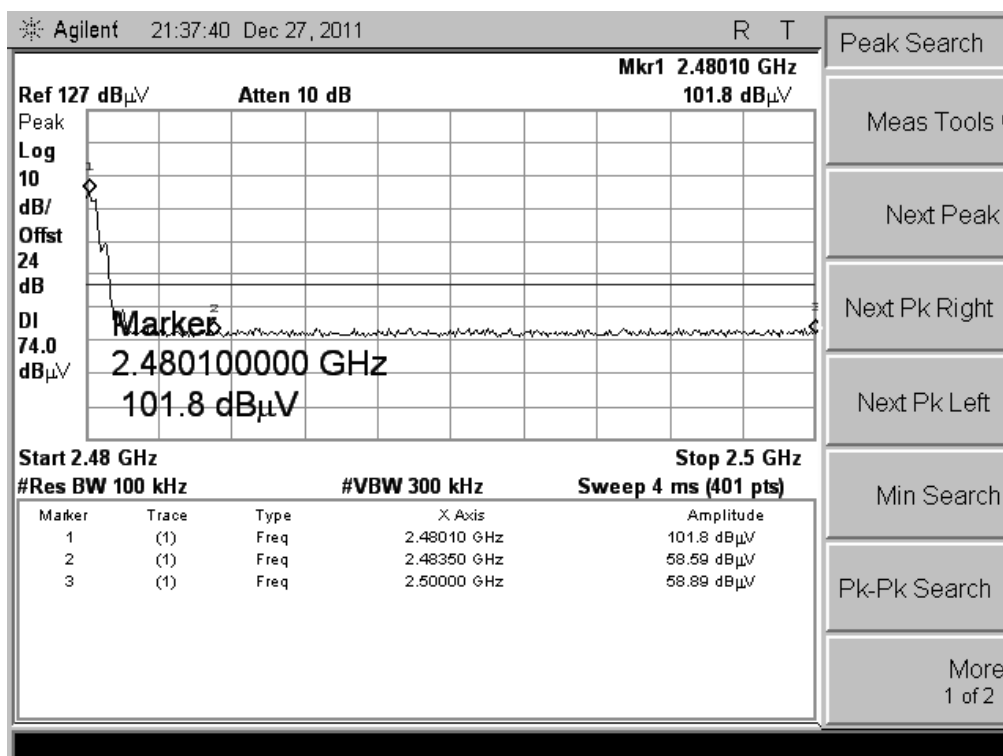 Agilent 21:37:40 Dec 27, 2011 R T
Mkr1 2.48010 GHz
Ref 127 dBµV Atten 10 dB 101.8 dBµV
Peak
Log
10
dB/
Offst
24
dB
DI
74.0
dBµV
1
2
3
Marker
2.480100000 GHz
101.8 dBµV
Start 2.48 GHz Stop 2.5 GHz
#Res BW 100 kHz #VBW 300 kHz Sweep 4 ms (401 pts)
Marker Trace Type X Axis Amplitude
1 (1) Freq 2.48010 GHz 101.8 dBµV
2 (1) Freq 2.48350 GHz 58.59 dBµV
3 (1) Freq 2.50000 GHz 58.89 dBµV
Peak Search
Meas Tools
Next Peak
Next Pk Right
Next Pk Left
Min Search
Pk-Pk Search
More
1 of 2